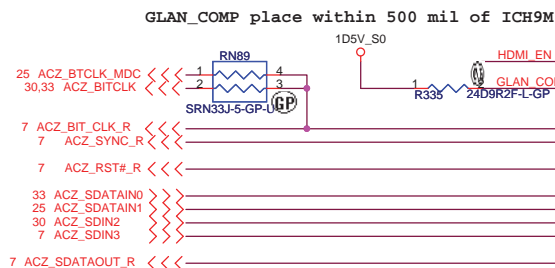 GLAN_COMP place within 500 mil of ICH9M
1D5V_S0
HDMI_EN
RN89
25 ACZ_BTCLK_MDC
1
4
30,33 ACZ_BITCLK
2
3
1
2
GLAN_CO
R335
24D9R2F-L-GP
SRN33J-5-GP-U
GP
7 ACZ_BIT_CLK_R
7 ACZ_SYNC_R
7 ACZ_RST#_R
33 ACZ_SDATAIN0
25 ACZ_SDATAIN1
30 ACZ_SDIN2
7 ACZ_SDIN3
7 ACZ_SDATAOUT_R